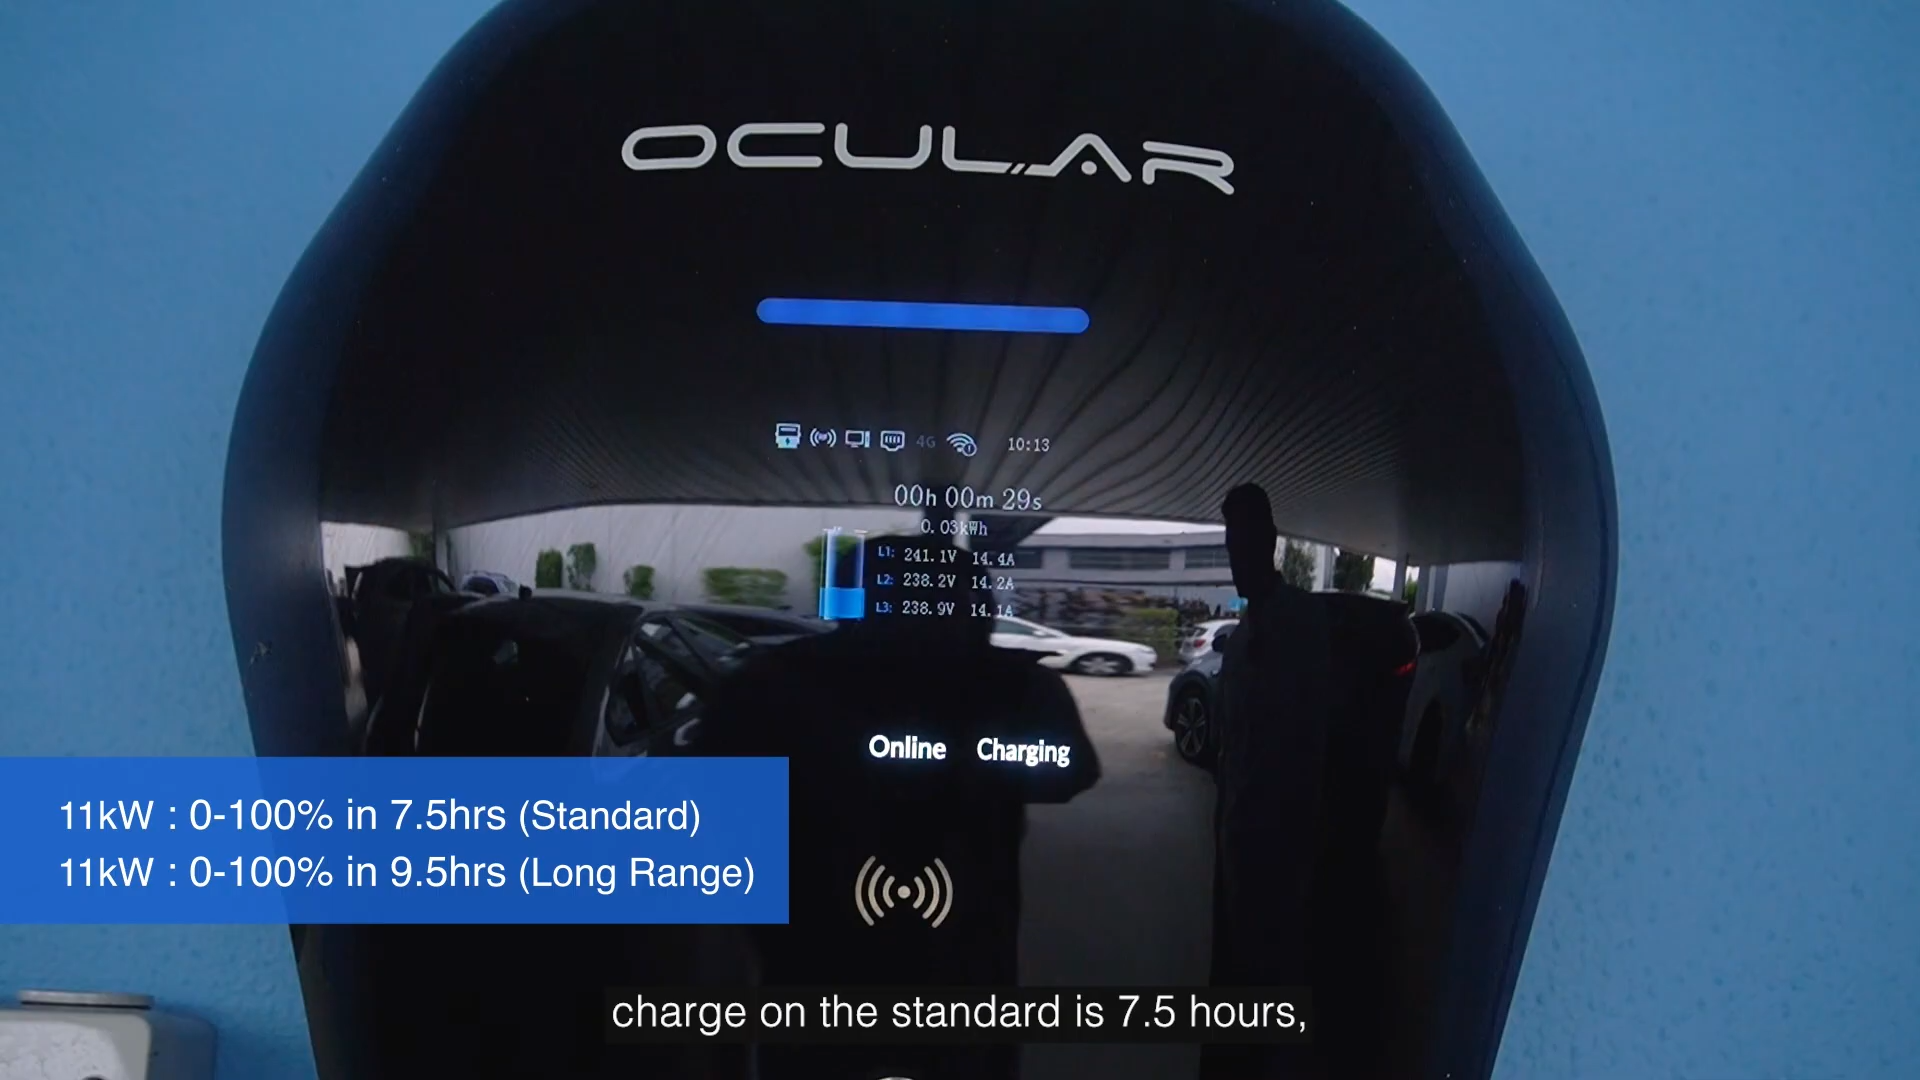 OCULAR
4G 10:13
00h 00m 29s
0.03kWh
L1: 241.1V 14.4A
L2: 238.2V 14.2A
L3: 238.9V 14.1A
Online Charging
11kW : 0-100% in 7.5hrs (Standard)
11kW : 0-100% in 9.5hrs (Long Range)
charge on the standard is 7.5 hours,